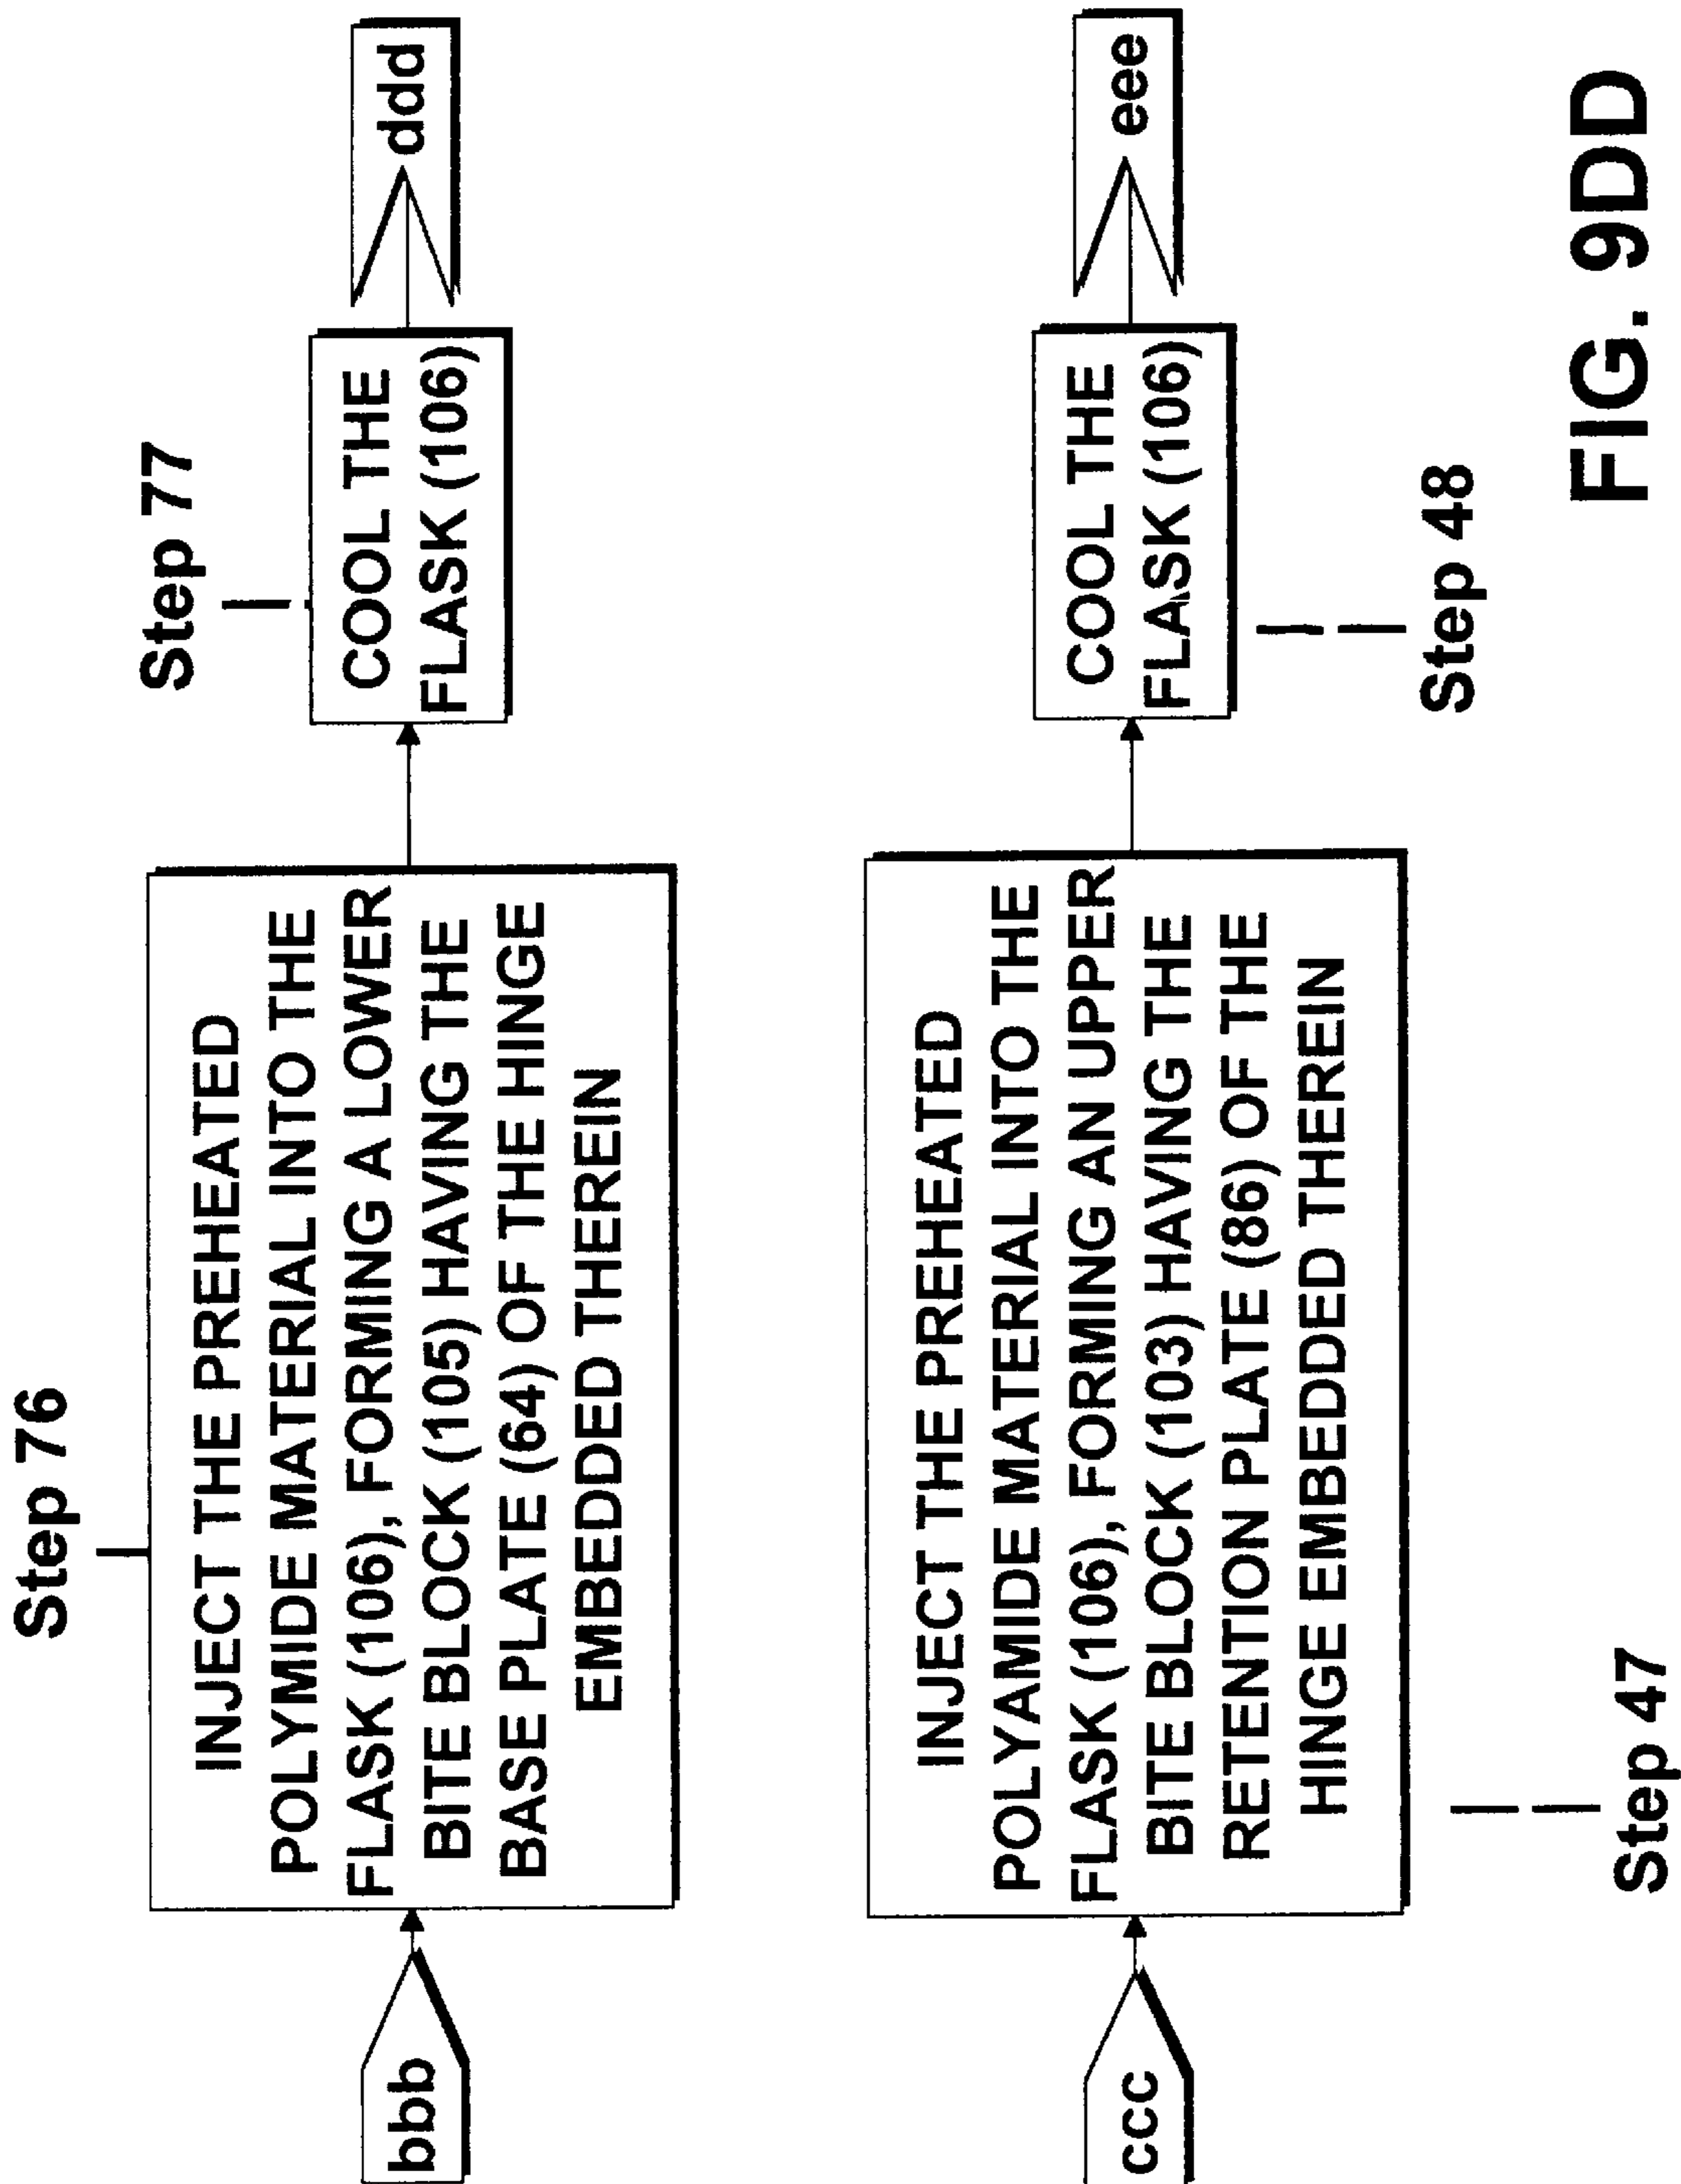 Step 76
Step 77
bbb
INJECT THE PREHEATED
POLYMIDE MATERIAL INTO THE
FLASK (106), FORMING A LOWER
BITE BLOCK (105) HAVING THE
BASE PLATE (64) OF THE HINGE
EMBEDDED THEREIN
COOL THE
FLASK (106)
ddd
ccc
INJECT THE PREHEATED
POLYAMIDE MATERIAL INTO THE
FLASK (106), FORMING AN UPPER
BITE BLOCK (103) HAVING THE
RETENTION PLATE (86) OF THE
HINGE EMBEDDED THEREIN
COOL THE
FLASK (106)
eee
Step 47
Step 48
FIG. 9DD